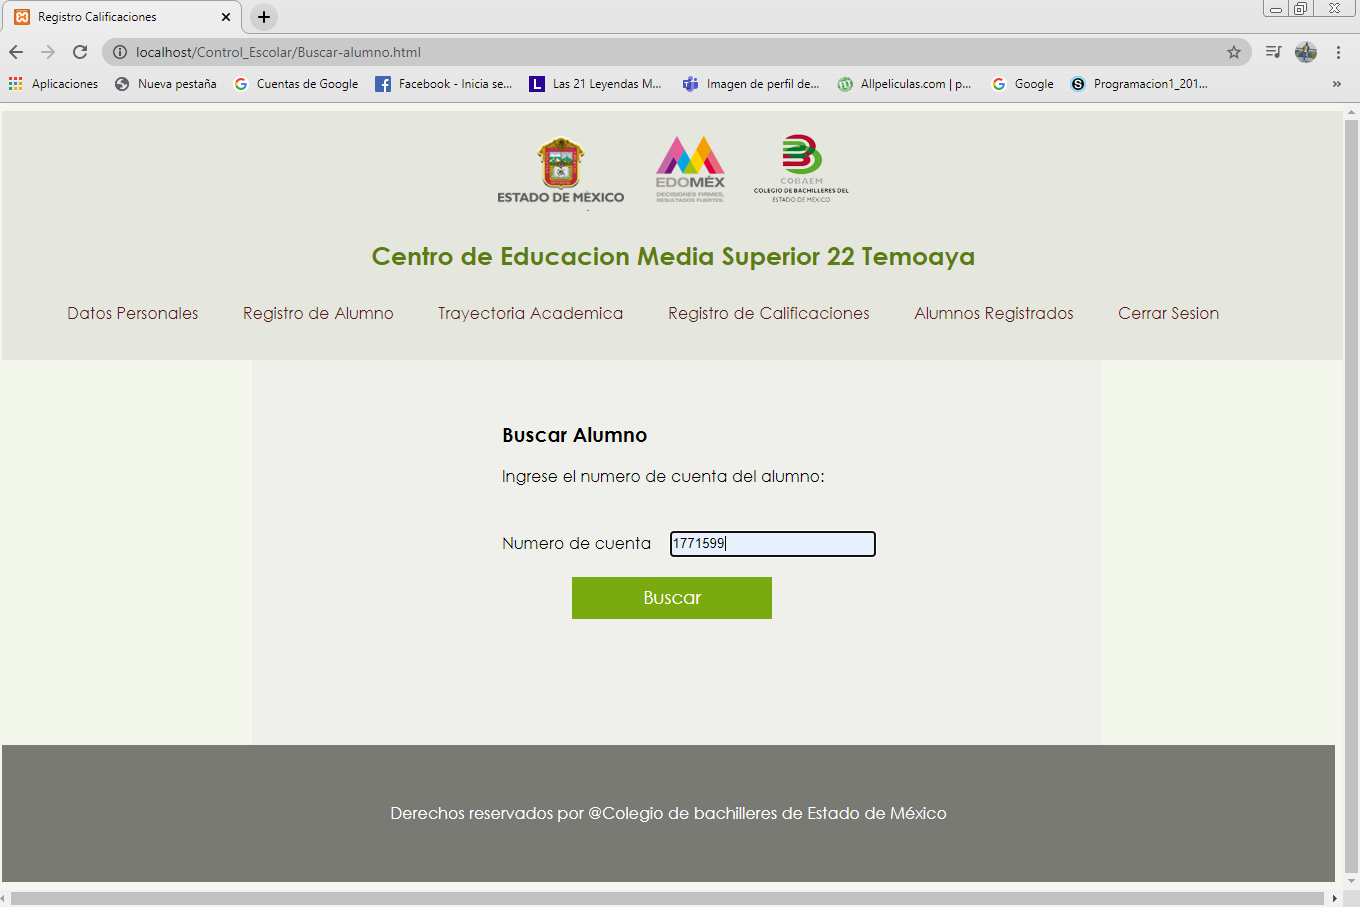 Registro Calificaciones
localhost/Control_Escolar/Buscar-alumno.html
Aplicaciones Nueva pestaña Cuentas de Google Facebook - Inicia se... L Las 21 Leyendas M... Imagen de perfil de... Allpeliculas.com | p... Google S Programacion1_201... »
ESTADO DE MÉXICO
EDOMÉX
DECISIONES FIRMES,
RESULTADOS FUERTES.
COBAEM
COLEGIO DE BACHILLERES DEL
ESTADO DE MÉXICO
Centro de Educacion Media Superior 22 Temoaya
Datos Personales Registro de Alumno Trayectoria Academica Registro de Calificaciones Alumnos Registrados Cerrar Sesion
Buscar Alumno
Ingrese el numero de cuenta del alumno:
Numero de cuenta 1771599
Buscar
Derechos reservados por @Colegio de bachilleres de Estado de México